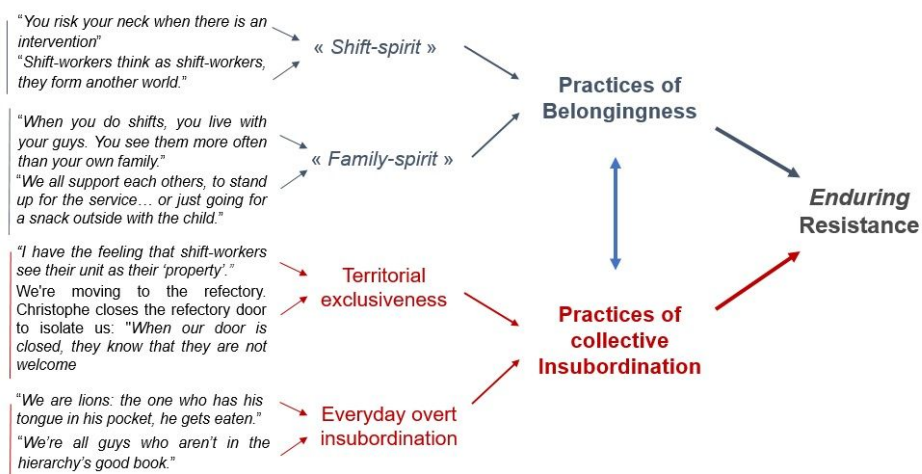 “You risk your neck when there is an
intervention”
“Shift-workers think as shift-workers,
they form another world.”
« Shift-spirit »
“When you do shifts, you live with
your guys. You see them more often
than your own family.”
“We all support each others, to stand
up for the service… or just going for
a snack outside with the child.”
« Family-spirit »
Practices of
Belongingness
“I have the feeling that shift-workers
see their unit as their ‘property’.”
We're moving to the refectory.
Christophe closes the refectory door
to isolate us: "When our door is
closed, they know that they are not
welcome
Territorial
exclusiveness
“We are lions: the one who has his
tongue in his pocket, he gets eaten.”
“We’re all guys who aren’t in the
hierarchy’s good book.”
Everyday overt
insubordination
Practices of
collective
Insubordination
Enduring
Resistance